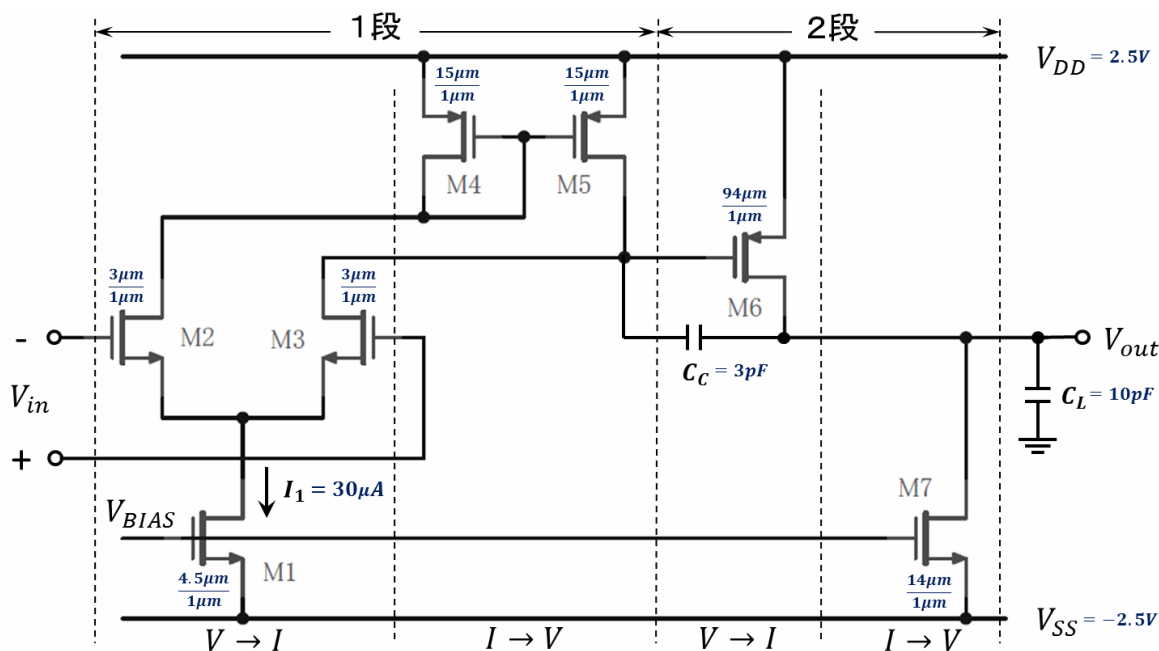 1段
2段
V_DD = 2.5V
15μm
1μm
15μm
1μm
M4
M5
94μm
1μm
M6
3μm
1μm
3μm
1μm
M2
M3
-
V_in
+
C_C = 3pF
V_out
C_L = 10pF
I_1 = 30μA
V_BIAS
M7
M1
4.5μm
1μm
14μm
1μm
V_SS = −2.5V
V → I
I → V
V → I
I → V